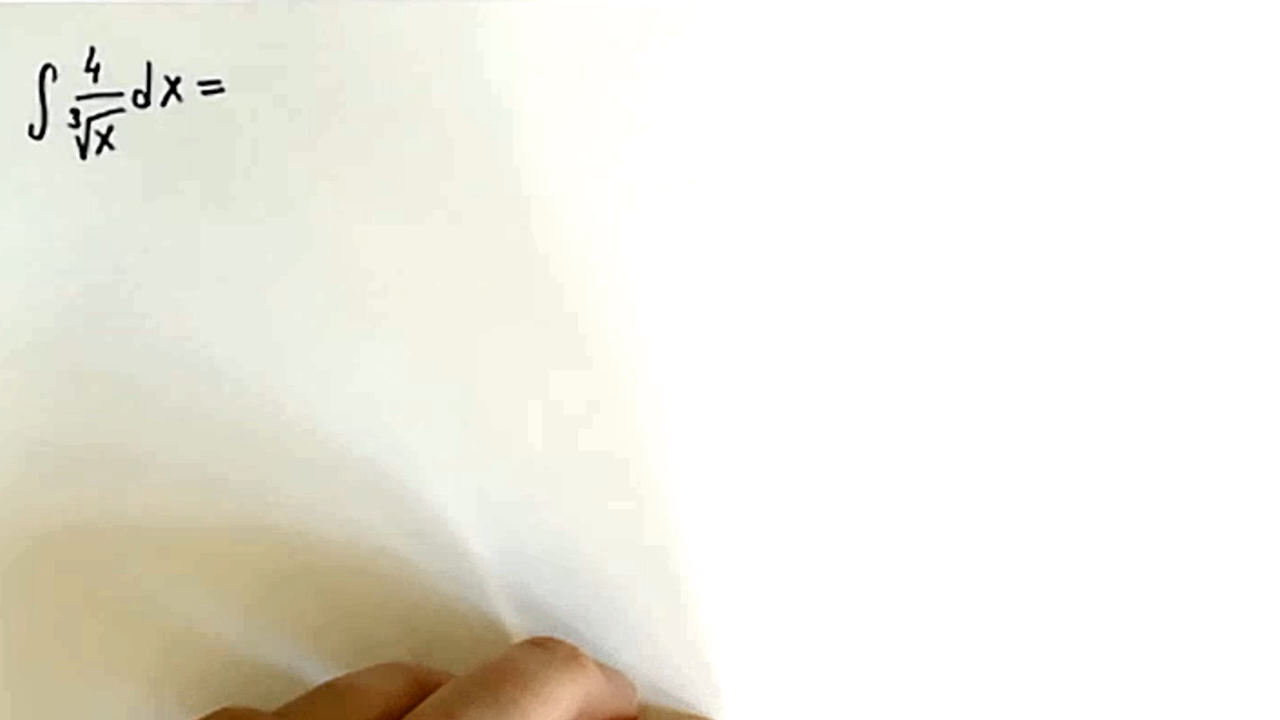 ∫ 4/∛x dx =